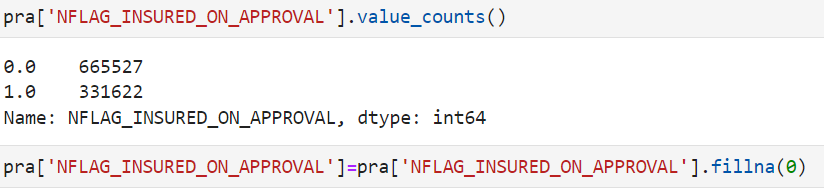 pra['NFLAG_INSURED_ON_APPROVAL'].value_counts()
0.0    665527
1.0    331622
Name: NFLAG_INSURED_ON_APPROVAL, dtype: int64
pra['NFLAG_INSURED_ON_APPROVAL']=pra['NFLAG_INSURED_ON_APPROVAL'].fillna(0)